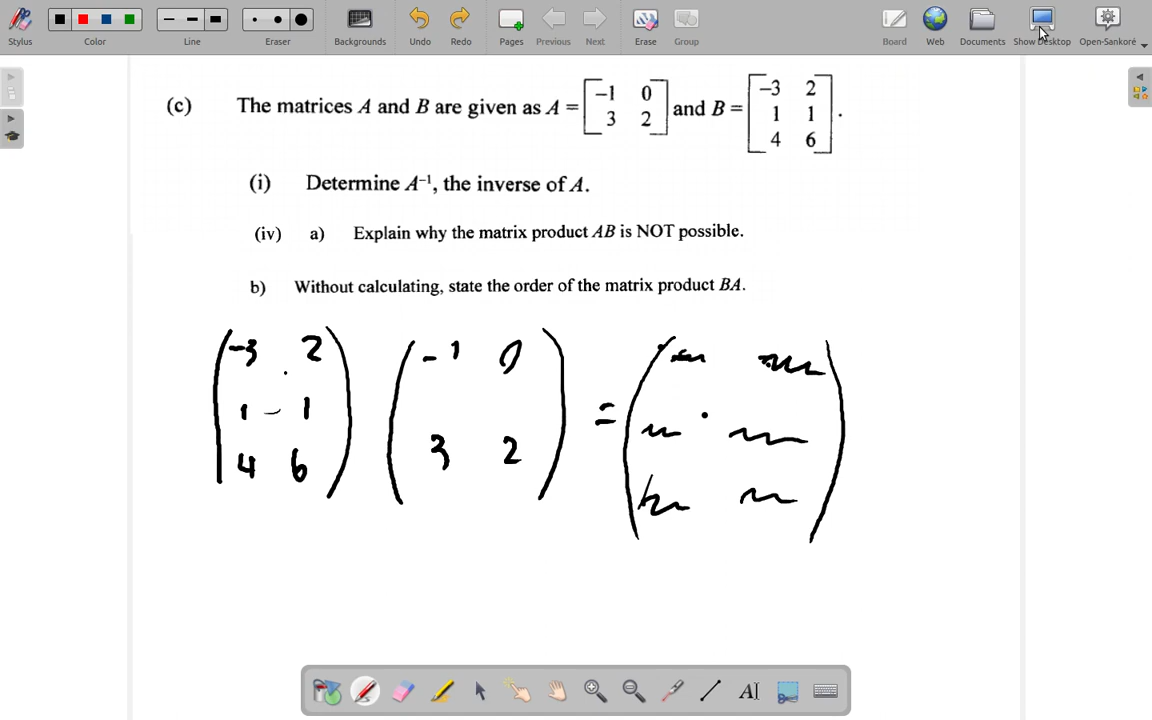 Stylus Color Line Eraser Backgrounds Undo Redo Pages Previous Next Erase Group Board Web Documents Show Desktop Open-Sankoré
(c) The matrices A and B are given as A = [-1 0 and B = [-3 2
3 2] 1 1
4 6] .
(i) Determine A⁻¹, the inverse of A.
(iv) a) Explain why the matrix product AB is NOT possible.
b) Without calculating, state the order of the matrix product BA.
(-3 2) (-1 0) = ( )
1 - 1
4 6 3 2
AI